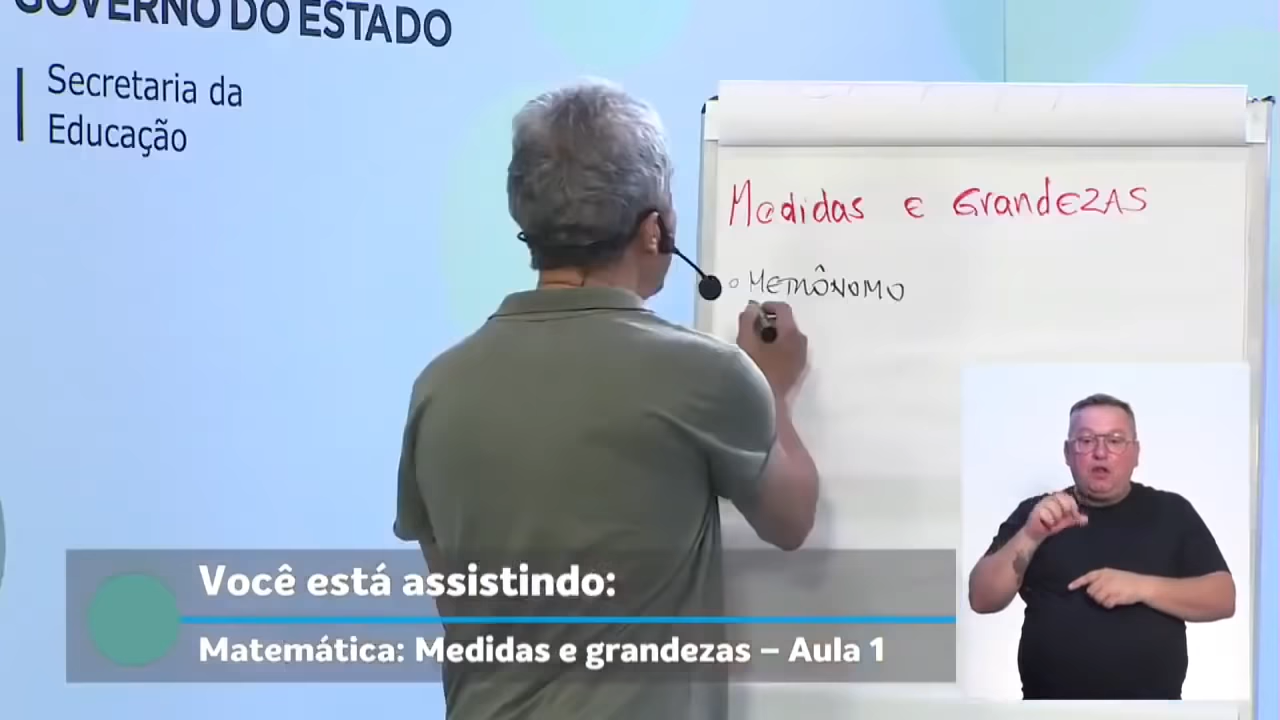 GOVERNO DO ESTADO
Secretaria da
Educação
Medidas e GrandEZAS
METRÔNOMO
Você está assistindo:
Matemática: Medidas e grandezas – Aula 1